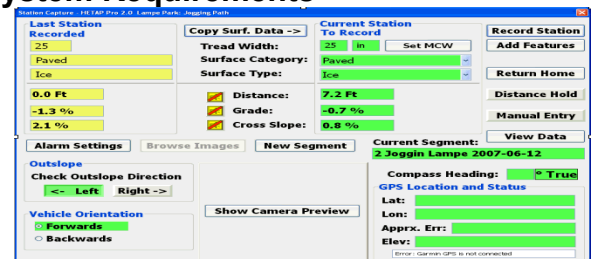 ystem Requirements
Station Capture : HETAP Pro 2.0 Lampe Park: Jogging Path
Last Station Recorded
Copy Surf. Data ->
Current Station To Record
Record Station
25
Tread Width:
25 in
Set MCW
Add Features
Paved
Surface Category:
Paved
Ice
Surface Type:
Ice
Return Home
0.0 Ft
Distance:
7.2 Ft
Distance Hold
-1.3 %
Grade:
-0.7 %
Manual Entry
2.1 %
Cross Slope:
0.8 %
View Data
Alarm Settings
Browse Images
New Segment
Current Segment:
2 Joggin Lampe 2007-06-12
Outslope
Check Outslope Direction
<- Left
Right ->
Compass Heading:
° True
GPS Location and Status
Lat:
Lon:
Apprx. Err:
Elev:
Error: Garmin GPS is not connected
Show Camera Preview
Vehicle Orientation
Forwards
Backwards